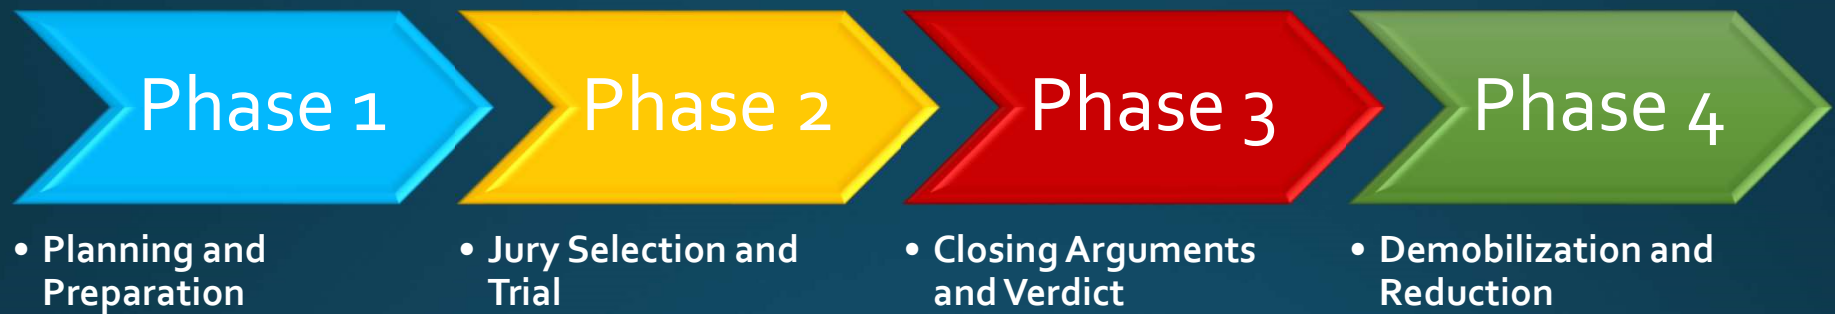 Phase 1
Phase 2
Phase 3
Phase 4
• Planning and
Preparation
• Jury Selection and
Trial
• Closing Arguments
and Verdict
• Demobilization and
Reduction